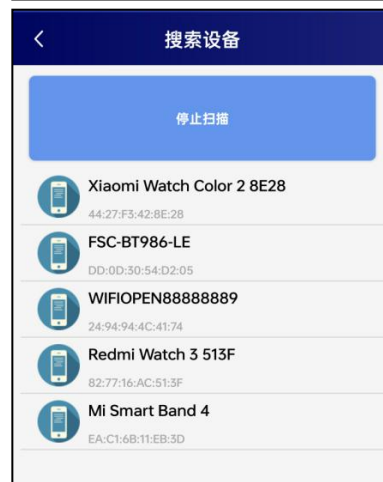 搜索设备
停止扫描
Xiaomi Watch Color 2 8E28
44:27:F3:42:8E:28
FSC-BT986-LE
DD:0D:30:54:D2:05
WIFIOPEN88888889
24:94:94:4C:41:74
Redmi Watch 3 513F
82:77:16:AC:51:3F
Mi Smart Band 4
EA:C1:6B:11:EB:3D